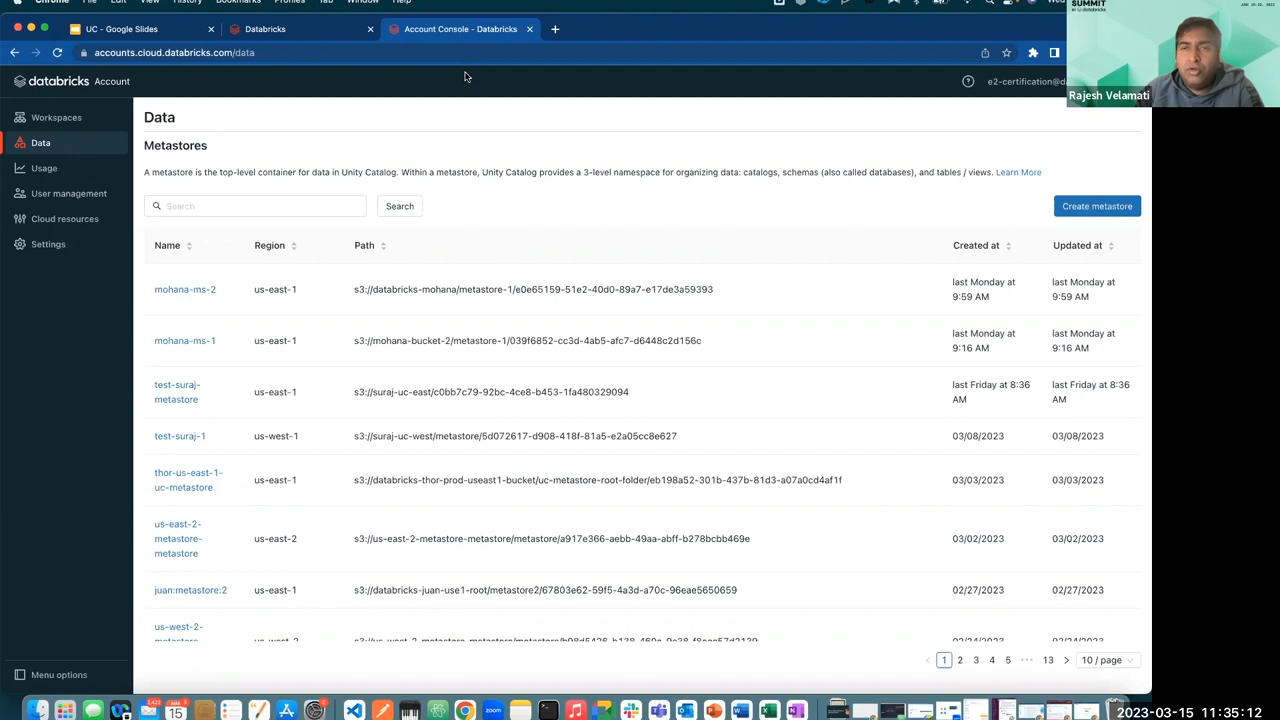 Chrome File Edit View History Bookmarks Profiles Tab Window Help
UC - Google Slides
Databricks
Account Console - Databricks
accounts.cloud.databricks.com/data
SUMMIT
BY databricks
Rajesh Velamati
databricks Account
e2-certification@da
Workspaces
Data
Usage
User management
Cloud resources
Settings
Menu options
Data
Metastores
A metastore is the top-level container for data in Unity Catalog. Within a metastore, Unity Catalog provides a 3-level namespace for organizing data: catalogs, schemas (also called databases), and tables / views. Learn More
Search Search Create metastore
Name Region Path Created at Updated at
mohana-ms-2 us-east-1 s3://databricks-mohana/metastore-1/e0e65159-51e2-40d0-89a7-e17de3a59393 last Monday at 9:59 AM last Monday at 9:59 AM
mohana-ms-1 us-east-1 s3://mohana-bucket-2/metastore-1/039f6852-cc3d-4ab5-afc7-d6448c2d156c last Monday at 9:16 AM last Monday at 9:16 AM
test-suraj-metastore us-east-1 s3://suraj-uc-east/c0bb7c79-92bc-4ce8-b453-1fa480329094 last Friday at 8:36 AM last Friday at 8:36 AM
test-suraj-1 us-west-1 s3://suraj-uc-west/metastore/5d072617-d908-418f-81a5-e2a05cc8e627 03/08/2023 03/08/2023
thor-us-east-1-uc-metastore us-east-1 s3://databricks-thor-prod-useast1-bucket/uc-metastore-root-folder/eb198a52-301b-437b-81d3-a07a0cd4af1f 03/03/2023 03/03/2023
us-east-2-metastore-metastore us-east-2 s3://us-east-2-metastore-metastore/metastore/a917e366-aebb-49aa-abff-b278bcbb469e 03/02/2023 03/02/2023
juan:metastore:2 us-east-1 s3://databricks-juan-use1-root/metastore2/67803e62-59f5-4a3d-a70c-96eae5650659 02/27/2023 02/27/2023
us-west-2-
1 2 3 4 5 ••• 13 10 / page
zoom
2023-03-15 11:35:12